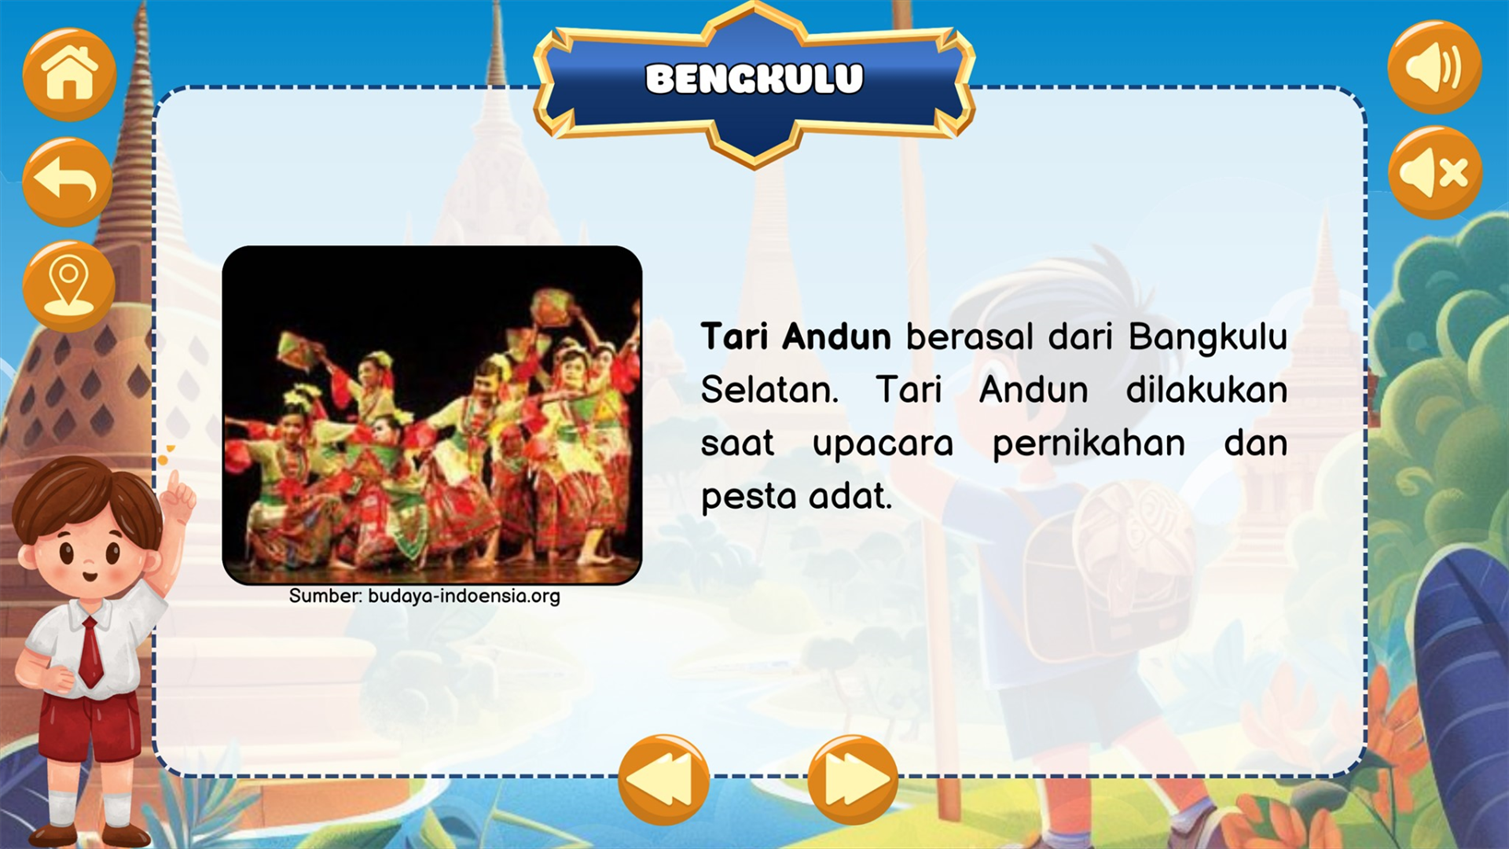 BENGKULU
Tari Andun berasal dari Bangkulu
Selatan. Tari Andun dilakukan
saat upacara pernikahan dan
pesta adat.
Sumber: budaya-indoensia.org